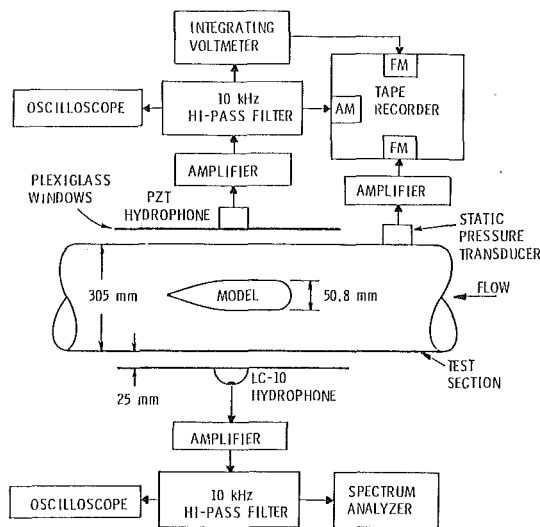 INTEGRATING
VOLTMETER
FM
TAPE
RECORDER
AM
FM
OSCILLOSCOPE
10 kHz
HI-PASS FILTER
AMPLIFIER
AMPLIFIER
PLEXIGLASS
WINDOWS
PZT
HYDROPHONE
STATIC
PRESSURE
TRANSDUCER
305 mm
MODEL
50.8 mm
FLOW
TEST
SECTION
25 mm
LC-10
HYDROPHONE
AMPLIFIER
OSCILLOSCOPE
10 kHz
HI-PASS FILTER
SPECTRUM
ANALYZER